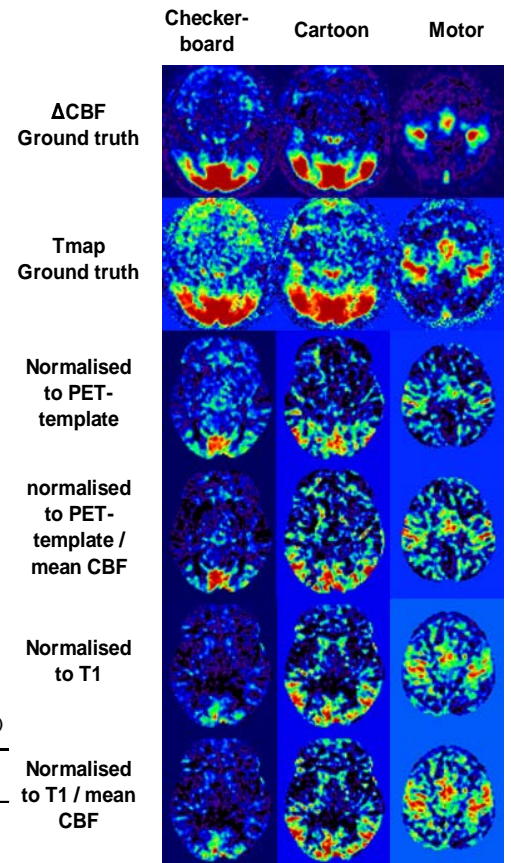 Checker-
board
Cartoon
Motor
ΔCBF
Ground truth
Tmap
Ground truth
Normalised
to PET-
template
normalised
to PET-
template /
mean CBF
Normalised
to T1
)
Normalised
to T1 / mean
CBF